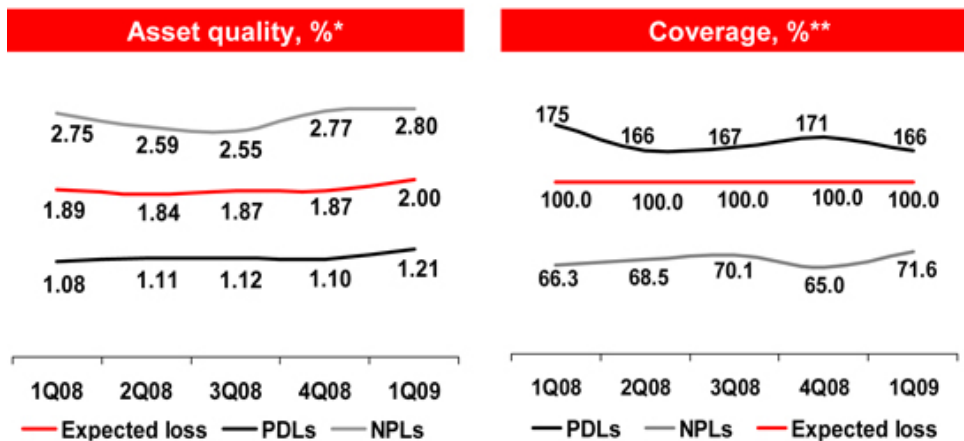 Asset quality, %*
2.75 2.59 2.55 2.77 2.80
1.89 1.84 1.87 1.87 2.00
1.08 1.11 1.12 1.10 1.21
1Q08 2Q08 3Q08 4Q08 1Q09
Expected loss PDLs NPLs
Coverage, %**
175 166 167 171 166
100.0 100.0 100.0 100.0 100.0
66.3 68.5 70.1 65.0 71.6
1Q08 2Q08 3Q08 4Q08 1Q09
PDLs NPLs Expected loss